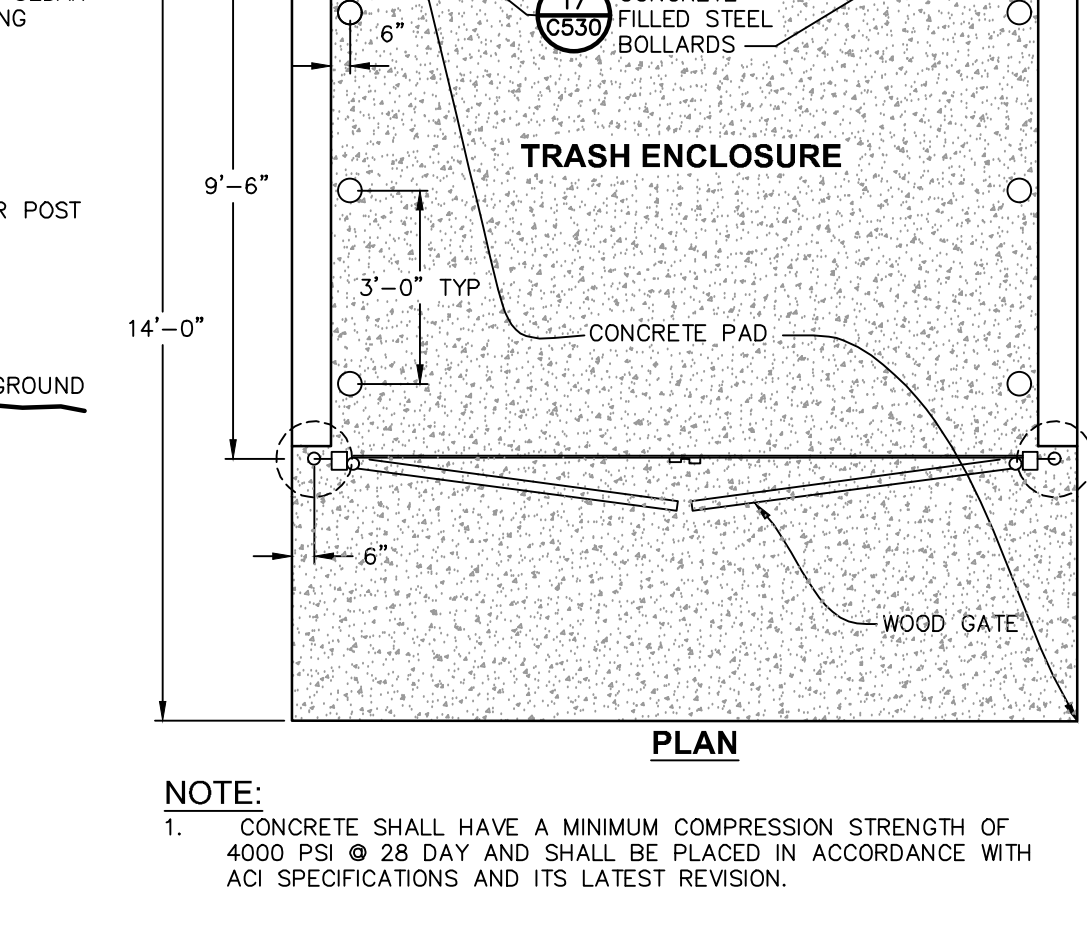 NG
6"
17
C530
CONCRETE
FILLED STEEL
BOLLARDS
TRASH ENCLOSURE
9'-6"
R POST
3'-0" TYP
14'-0"
CONCRETE PAD
GROUND
6"
WOOD GATE
PLAN
NOTE:
1. CONCRETE SHALL HAVE A MINIMUM COMPRESSION STRENGTH OF
4000 PSI @ 28 DAY AND SHALL BE PLACED IN ACCORDANCE WITH
ACI SPECIFICATIONS AND ITS LATEST REVISION.